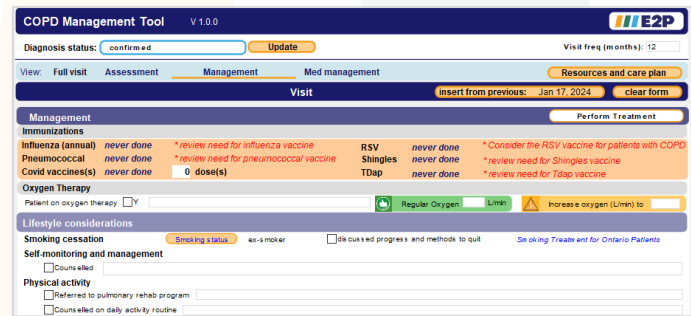 COPD Management Tool V 1.0.0 E2P
Diagnosis status: confirmed Update Visit freq (months): 12
View: Full visit Assessment Management Med management Resources and care plan
Visit insert from previous: Jan 17, 2024 clear form
Management Perform Treatment
Immunizations
Influenza (annual) never done * review need for influenza vaccine RSV never done * Consider the RSV vaccine for patients with COPD
Pneumococcal never done * review need for pneumococcal vaccine Shingles never done * review need for Shingles vaccine
Covid vaccines(s) never done 0 dose(s) TDap never done * review need for Tdap vaccine
Oxygen Therapy
Patient on oxygen therapy Y Regular Oxygen L/min Increase oxygen (L/min) to
Lifestyle considerations
Smoking cessation Smoking status ex-smoker discussed progress and methods to quit Smoking Treatment for Ontario Patients
Self-monitoring and management
Counselled
Physical activity
Referred to pulmonary rehab program
Counselled on daily activity routine